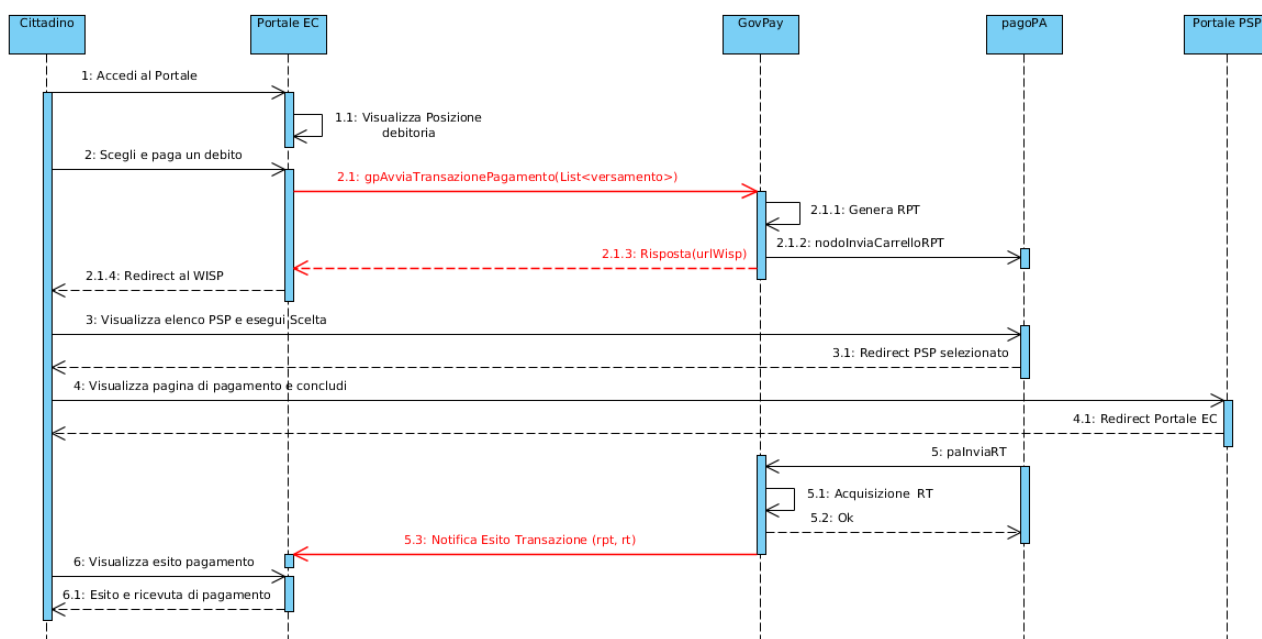 Cittadino
Portale EC
GovPay
pagoPA
Portale PSP
1: Accedi al Portale
1.1: Visualizza Posizione
debitoria
2: Scegli e paga un debito
2.1: gpAvviaTransazionePagamento(List<versamento>)
2.1.1: Genera RPT
2.1.2: nodoInviaCarrelloRPT
2.1.3: Risposta(urlWisp)
2.1.4: Redirect al WISP
3: Visualizza elenco PSP e esegui Scelta
3.1: Redirect PSP selezionato
4: Visualizza pagina di pagamento e concludi
4.1: Redirect Portale EC
5: paInviaRT
5.1: Acquisizione RT
5.2: Ok
5.3: Notifica Esito Transazione (rpt, rt)
6: Visualizza esito pagamento
6.1: Esito e ricevuta di pagamento